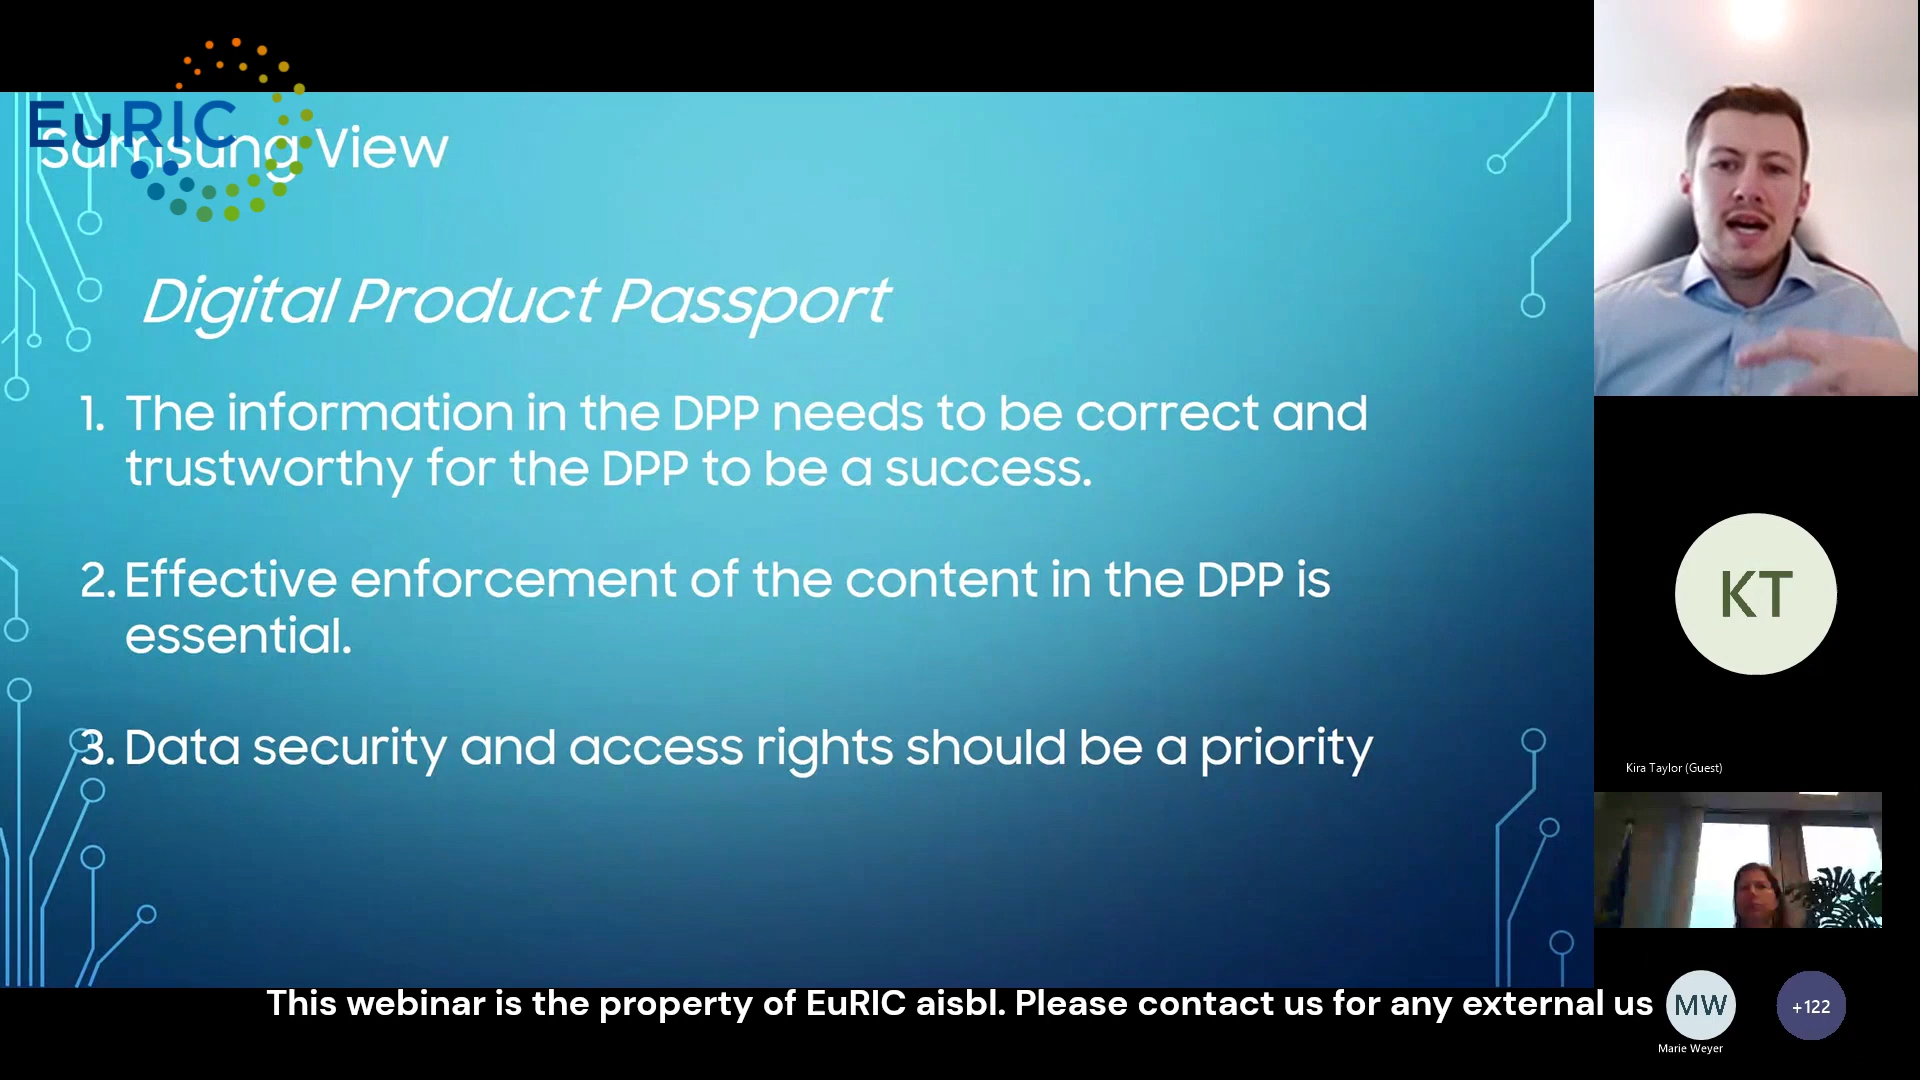 EuRIC
Samsung View
Digital Product Passport
1. The information in the DPP needs to be correct and
trustworthy for the DPP to be a success.
2. Effective enforcement of the content in the DPP is
essential.
3. Data security and access rights should be a priority
KT
Kira Taylor (Guest)
This webinar is the property of EuRIC aisbl. Please contact us for any external us
MW
+122
Marie Weyer